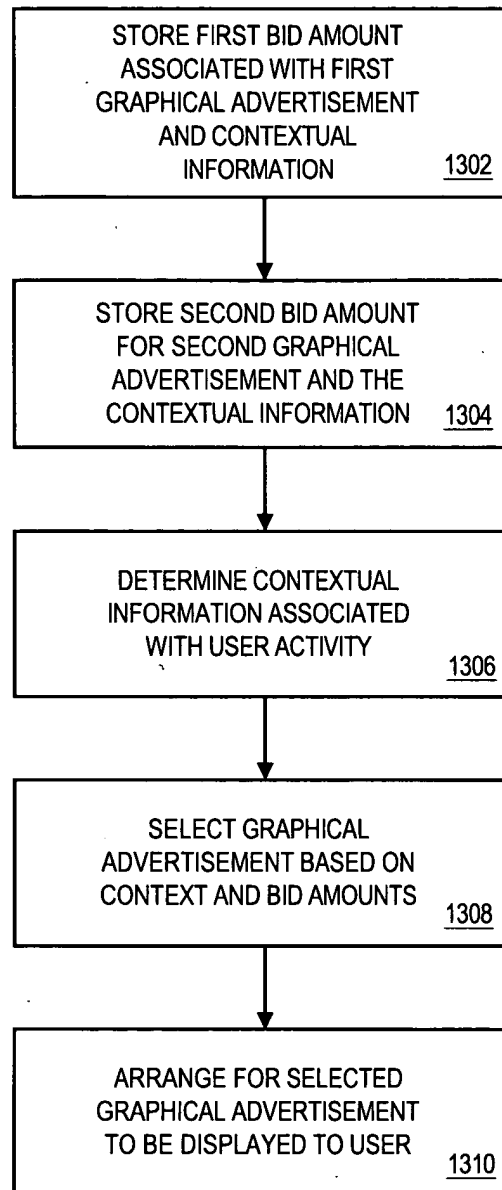 STORE FIRST BID AMOUNT
ASSOCIATED WITH FIRST
GRAPHICAL ADVERTISEMENT
AND CONTEXTUAL
INFORMATION
1302
STORE SECOND BID AMOUNT
FOR SECOND GRAPHICAL
ADVERTISEMENT AND THE
CONTEXTUAL INFORMATION
1304
DETERMINE CONTEXTUAL
INFORMATION ASSOCIATED
WITH USER ACTIVITY
1306
SELECT GRAPHICAL
ADVERTISEMENT BASED ON
CONTEXT AND BID AMOUNTS
1308
ARRANGE FOR SELECTED
GRAPHICAL ADVERTISEMENT
TO BE DISPLAYED TO USER
1310